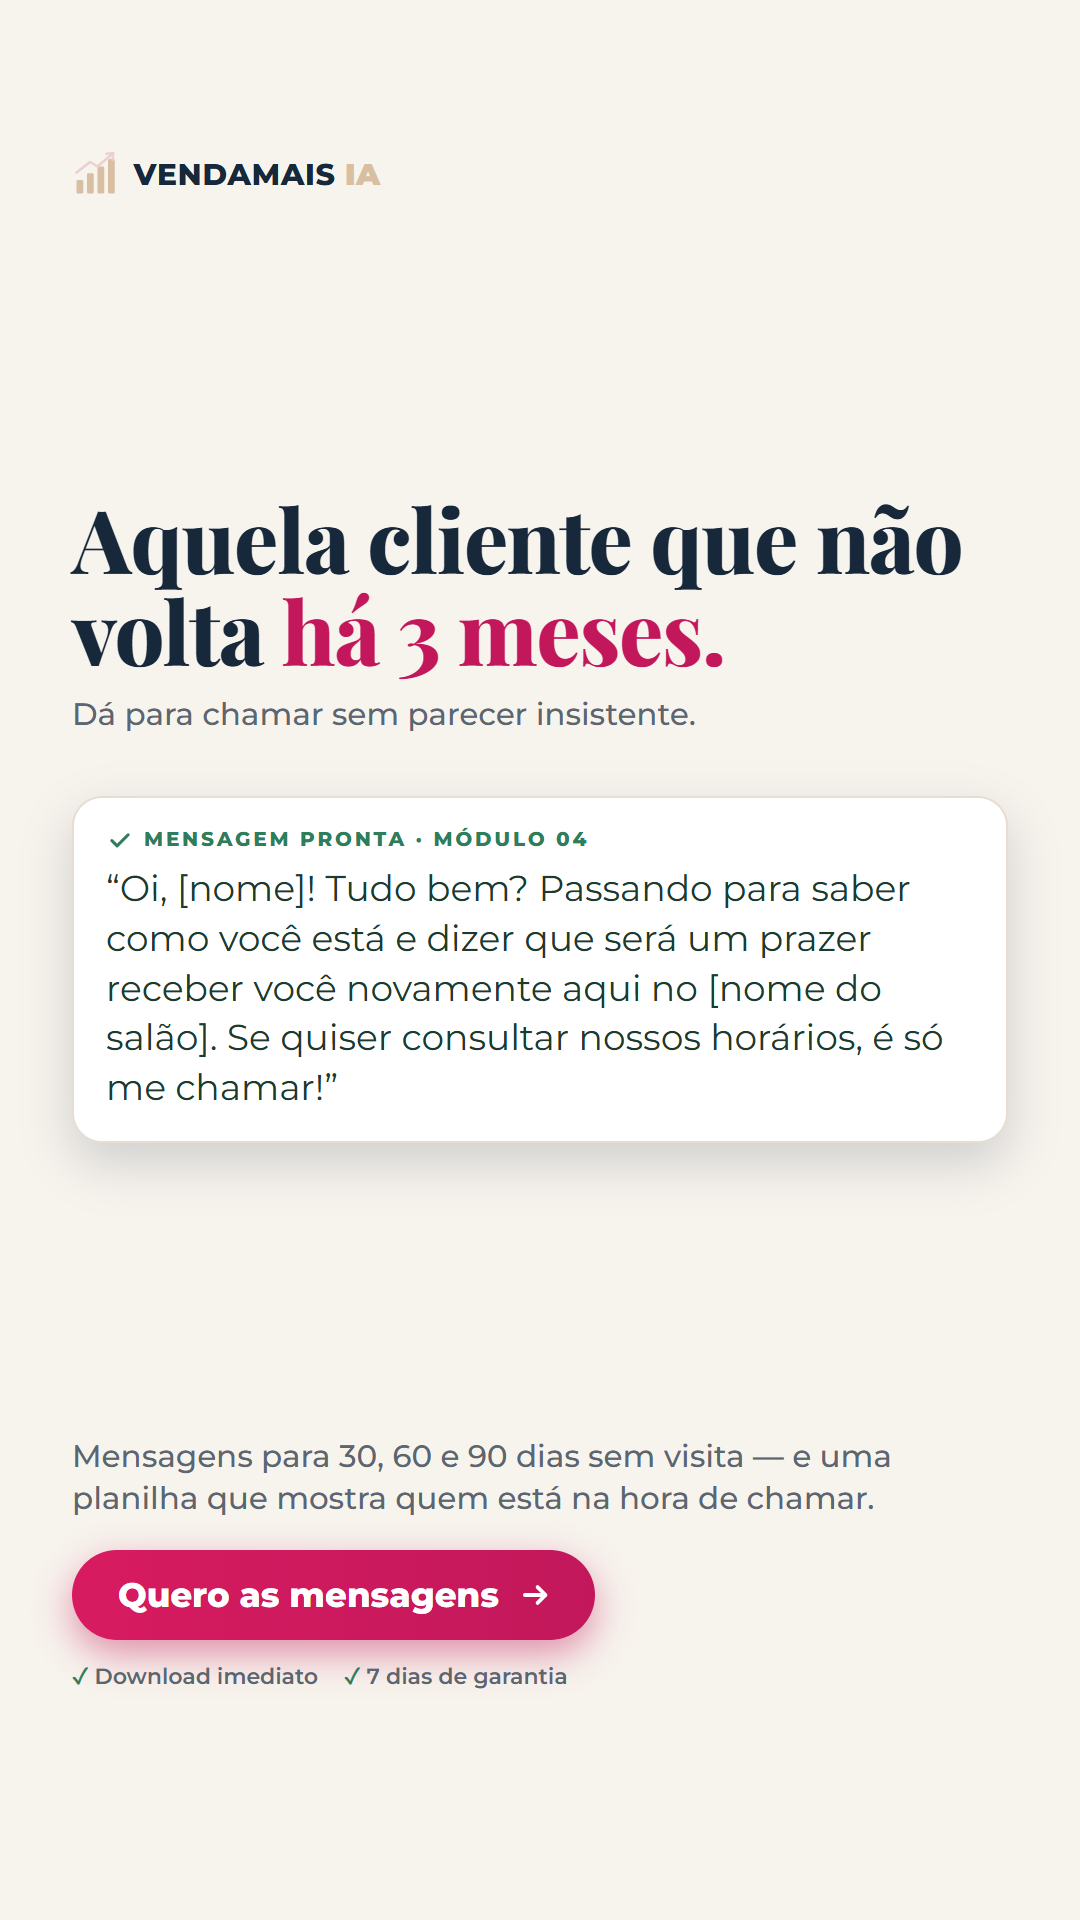 VENDAMAIS IA
Aquela cliente que não
volta há 3 meses.
Dá para chamar sem parecer insistente.
✓ MENSAGEM PRONTA · MÓDULO 04
“Oi, [nome]! Tudo bem? Passando para saber
como você está e dizer que será um prazer
receber você novamente aqui no [nome do
salão]. Se quiser consultar nossos horários, é só
me chamar!”
Mensagens para 30, 60 e 90 dias sem visita — e uma
planilha que mostra quem está na hora de chamar.
Quero as mensagens →
✓ Download imediato ✓ 7 dias de garantia